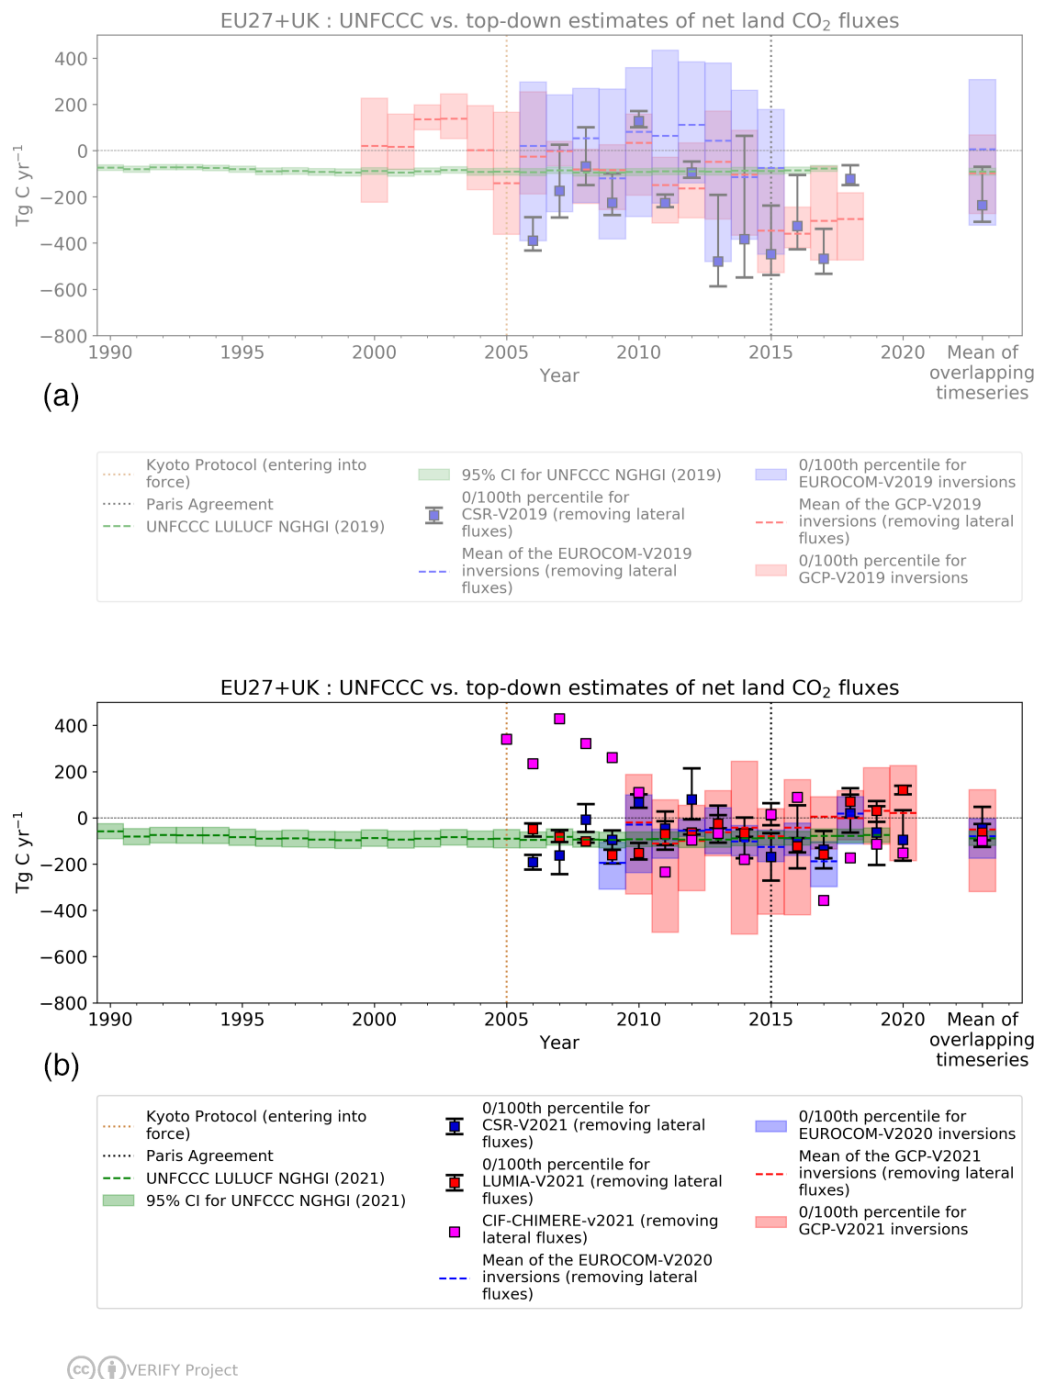 EU27+UK : UNFCCC vs. top-down estimates of net land CO₂ fluxes
400
200
0
−200
−400
−600
−800
Tg C yr⁻¹
1990
1995
2000
2005
2010
2015
2020
Mean of
overlapping
timeseries
Year
(a)
Kyoto Protocol (entering into
force)
Paris Agreement
UNFCCC LULUCF NGHGI (2019)
95% CI for UNFCCC NGHGI (2019)
0/100th percentile for
CSR-V2019 (removing lateral
fluxes)
Mean of the EUROCOM-V2019
inversions (removing lateral
fluxes)
0/100th percentile for
EUROCOM-V2019 inversions
Mean of the GCP-V2019
inversions (removing lateral
fluxes)
0/100th percentile for
GCP-V2019 inversions
EU27+UK : UNFCCC vs. top-down estimates of net land CO₂ fluxes
400
200
0
−200
−400
−600
−800
Tg C yr⁻¹
1990
1995
2000
2005
2010
2015
2020
Mean of
overlapping
timeseries
Year
(b)
Kyoto Protocol (entering into
force)
Paris Agreement
UNFCCC LULUCF NGHGI (2021)
95% CI for UNFCCC NGHGI (2021)
0/100th percentile for
CSR-V2021 (removing lateral
fluxes)
0/100th percentile for
LUMIA-V2021 (removing lateral
fluxes)
CIF-CHIMERE-v2021 (removing
lateral fluxes)
Mean of the EUROCOM-V2020
inversions (removing lateral
fluxes)
0/100th percentile for
EUROCOM-V2020 inversions
Mean of the GCP-V2021
inversions (removing lateral
fluxes)
0/100th percentile for
GCP-V2021 inversions
cc VERIFY Project